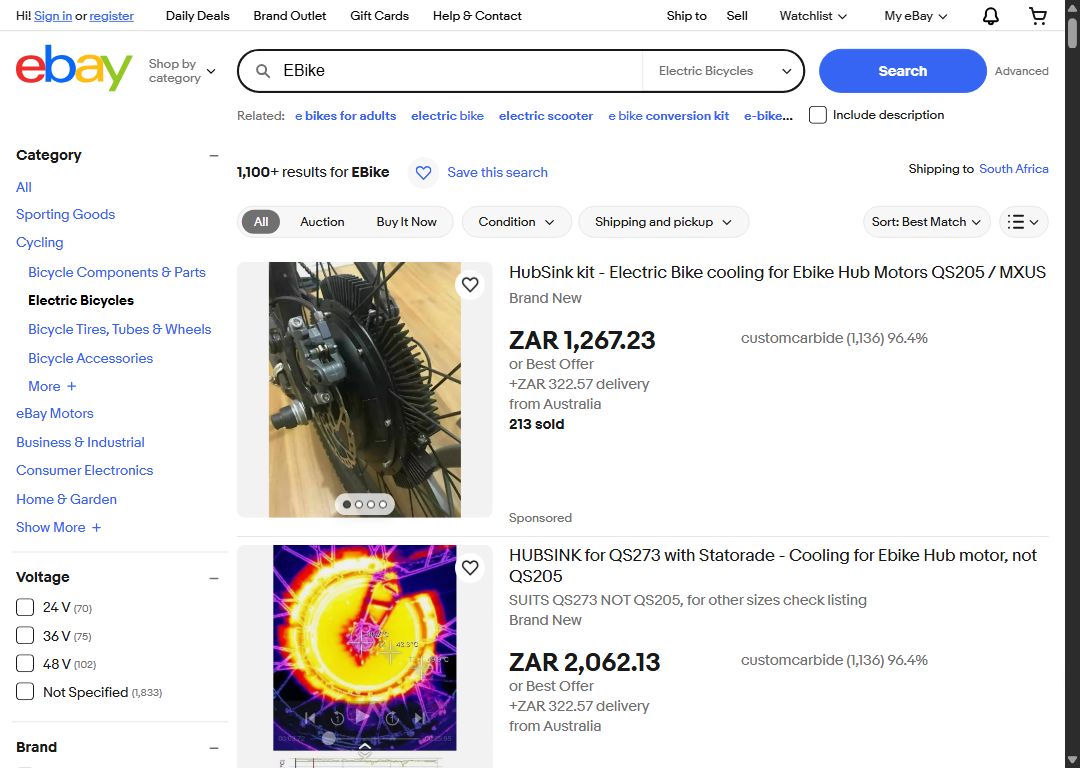 Hi! Sign in or register
Daily Deals
Brand Outlet
Gift Cards
Help & Contact
Ship to
Sell
Watchlist
My eBay
ebay
Shop by
category
EBike
Electric Bicycles
Search
Advanced
Related: e bikes for adults electric bike electric scooter e bike conversion kit e-bike...
Include description
Category
All
Sporting Goods
Cycling
Bicycle Components & Parts
Electric Bicycles
Bicycle Tires, Tubes & Wheels
Bicycle Accessories
More +
eBay Motors
Business & Industrial
Consumer Electronics
Home & Garden
Show More +
Voltage
24 V (70)
36 V (75)
48 V (102)
Not Specified (1,833)
Brand
1,100+ results for EBike
Save this search
Shipping to South Africa
All
Auction
Buy It Now
Condition
Shipping and pickup
Sort: Best Match
HubSink kit - Electric Bike cooling for Ebike Hub Motors QS205 / MXUS
Brand New
ZAR 1,267.23
or Best Offer
+ZAR 322.57 delivery
from Australia
213 sold
customcarbide (1,136) 96.4%
Sponsored
HUBSINK for QS273 with Statorade - Cooling for Ebike Hub motor, not
QS205
SUITS QS273 NOT QS205, for other sizes check listing
Brand New
ZAR 2,062.13
or Best Offer
+ZAR 322.57 delivery
from Australia
customcarbide (1,136) 96.4%